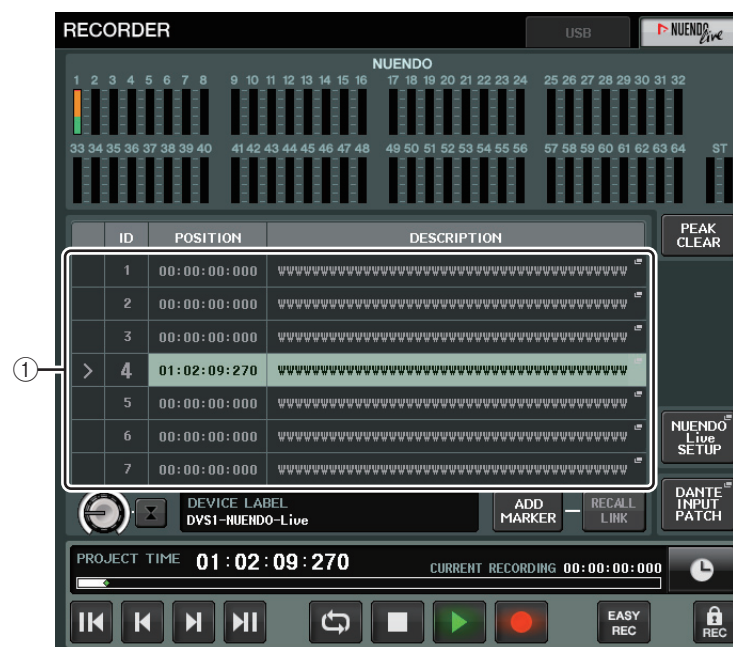 RECORDER
USB
NUENDO live
NUENDO
1 2 3 4 5 6 7 8 9 10 11 12 13 14 15 16 17 18 19 20 21 22 23 24 25 26 27 28 29 30 31 32
33 34 35 36 37 38 39 40 41 42 43 44 45 46 47 48 49 50 51 52 53 54 55 56 57 58 59 60 61 62 63 64 ST
ID POSITION DESCRIPTION
PEAK CLEAR
1 00:00:00:000 WWWWWWWWWWWWWWWWWWWWWWWWWWWWWWWWWWWWWWWW
2 00:00:00:000 WWWWWWWWWWWWWWWWWWWWWWWWWWWWWWWWWWWWWWWW
3 00:00:00:000 WWWWWWWWWWWWWWWWWWWWWWWWWWWWWWWWWWWWWWWW
1
> 4 01:02:09:270 WWWWWWWWWWWWWWWWWWWWWWWWWWWWWWWWWWWWWWWW
5 00:00:00:000 WWWWWWWWWWWWWWWWWWWWWWWWWWWWWWWWWWWWWWWW
6 00:00:00:000 WWWWWWWWWWWWWWWWWWWWWWWWWWWWWWWWWWWWWWWW
7 00:00:00:000 WWWWWWWWWWWWWWWWWWWWWWWWWWWWWWWWWWWWWWWW
NUENDO
Live
SETUP
DEVICE LABEL
DVS1-NUENDO-Live
ADD
MARKER
RECALL
LINK
DANTE
INPUT
PATCH
PROJECT TIME 01:02:09:270
CURRENT RECORDING 00:00:00:000
EASY
REC
REC